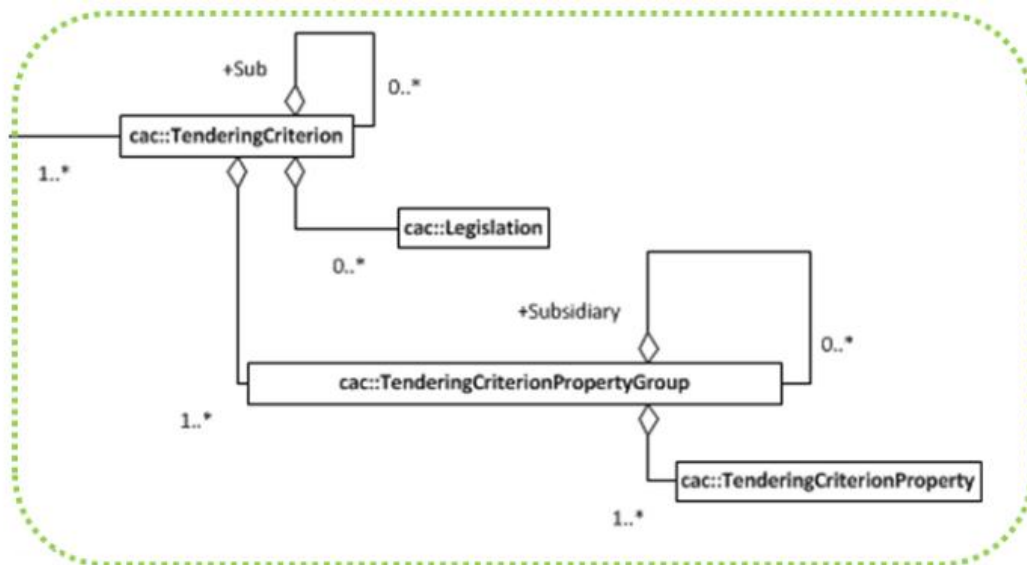 +Sub
0..*
cac::TenderingCriterion
1..*
cac::Legislation
0..*
+Subsidiary
0..*
cac::TenderingCriterionPropertyGroup
1..*
cac::TenderingCriterionProperty
1..*